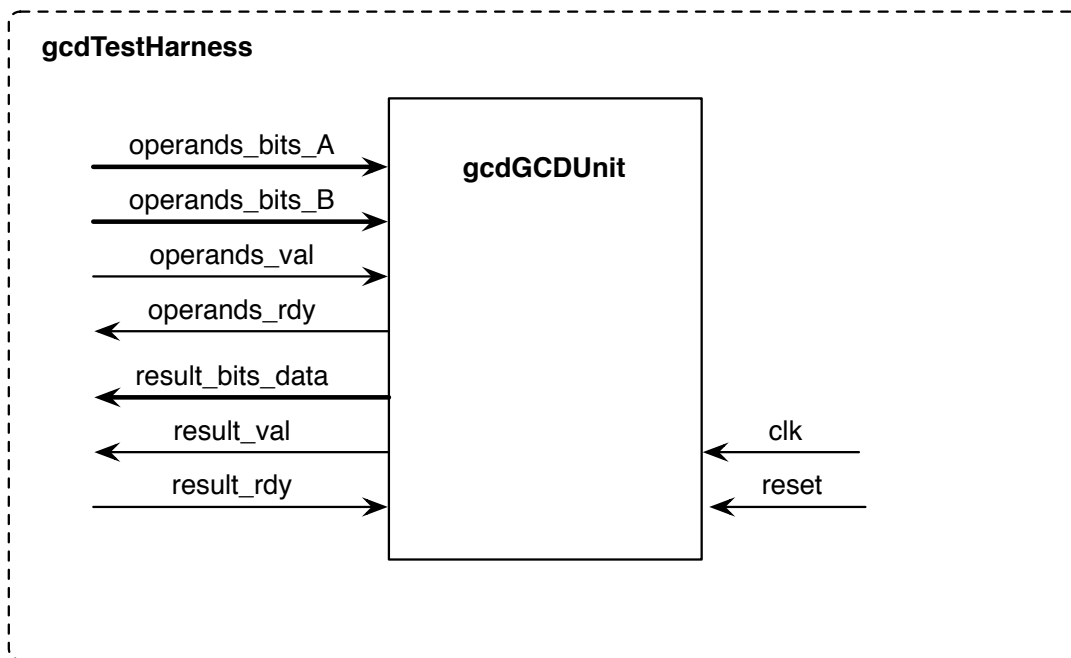 gcdTestHarness
operands_bits_A
gcdGCDUnit
operands_bits_B
operands_val
operands_rdy
result_bits_data
result_val
clk
result_rdy
reset